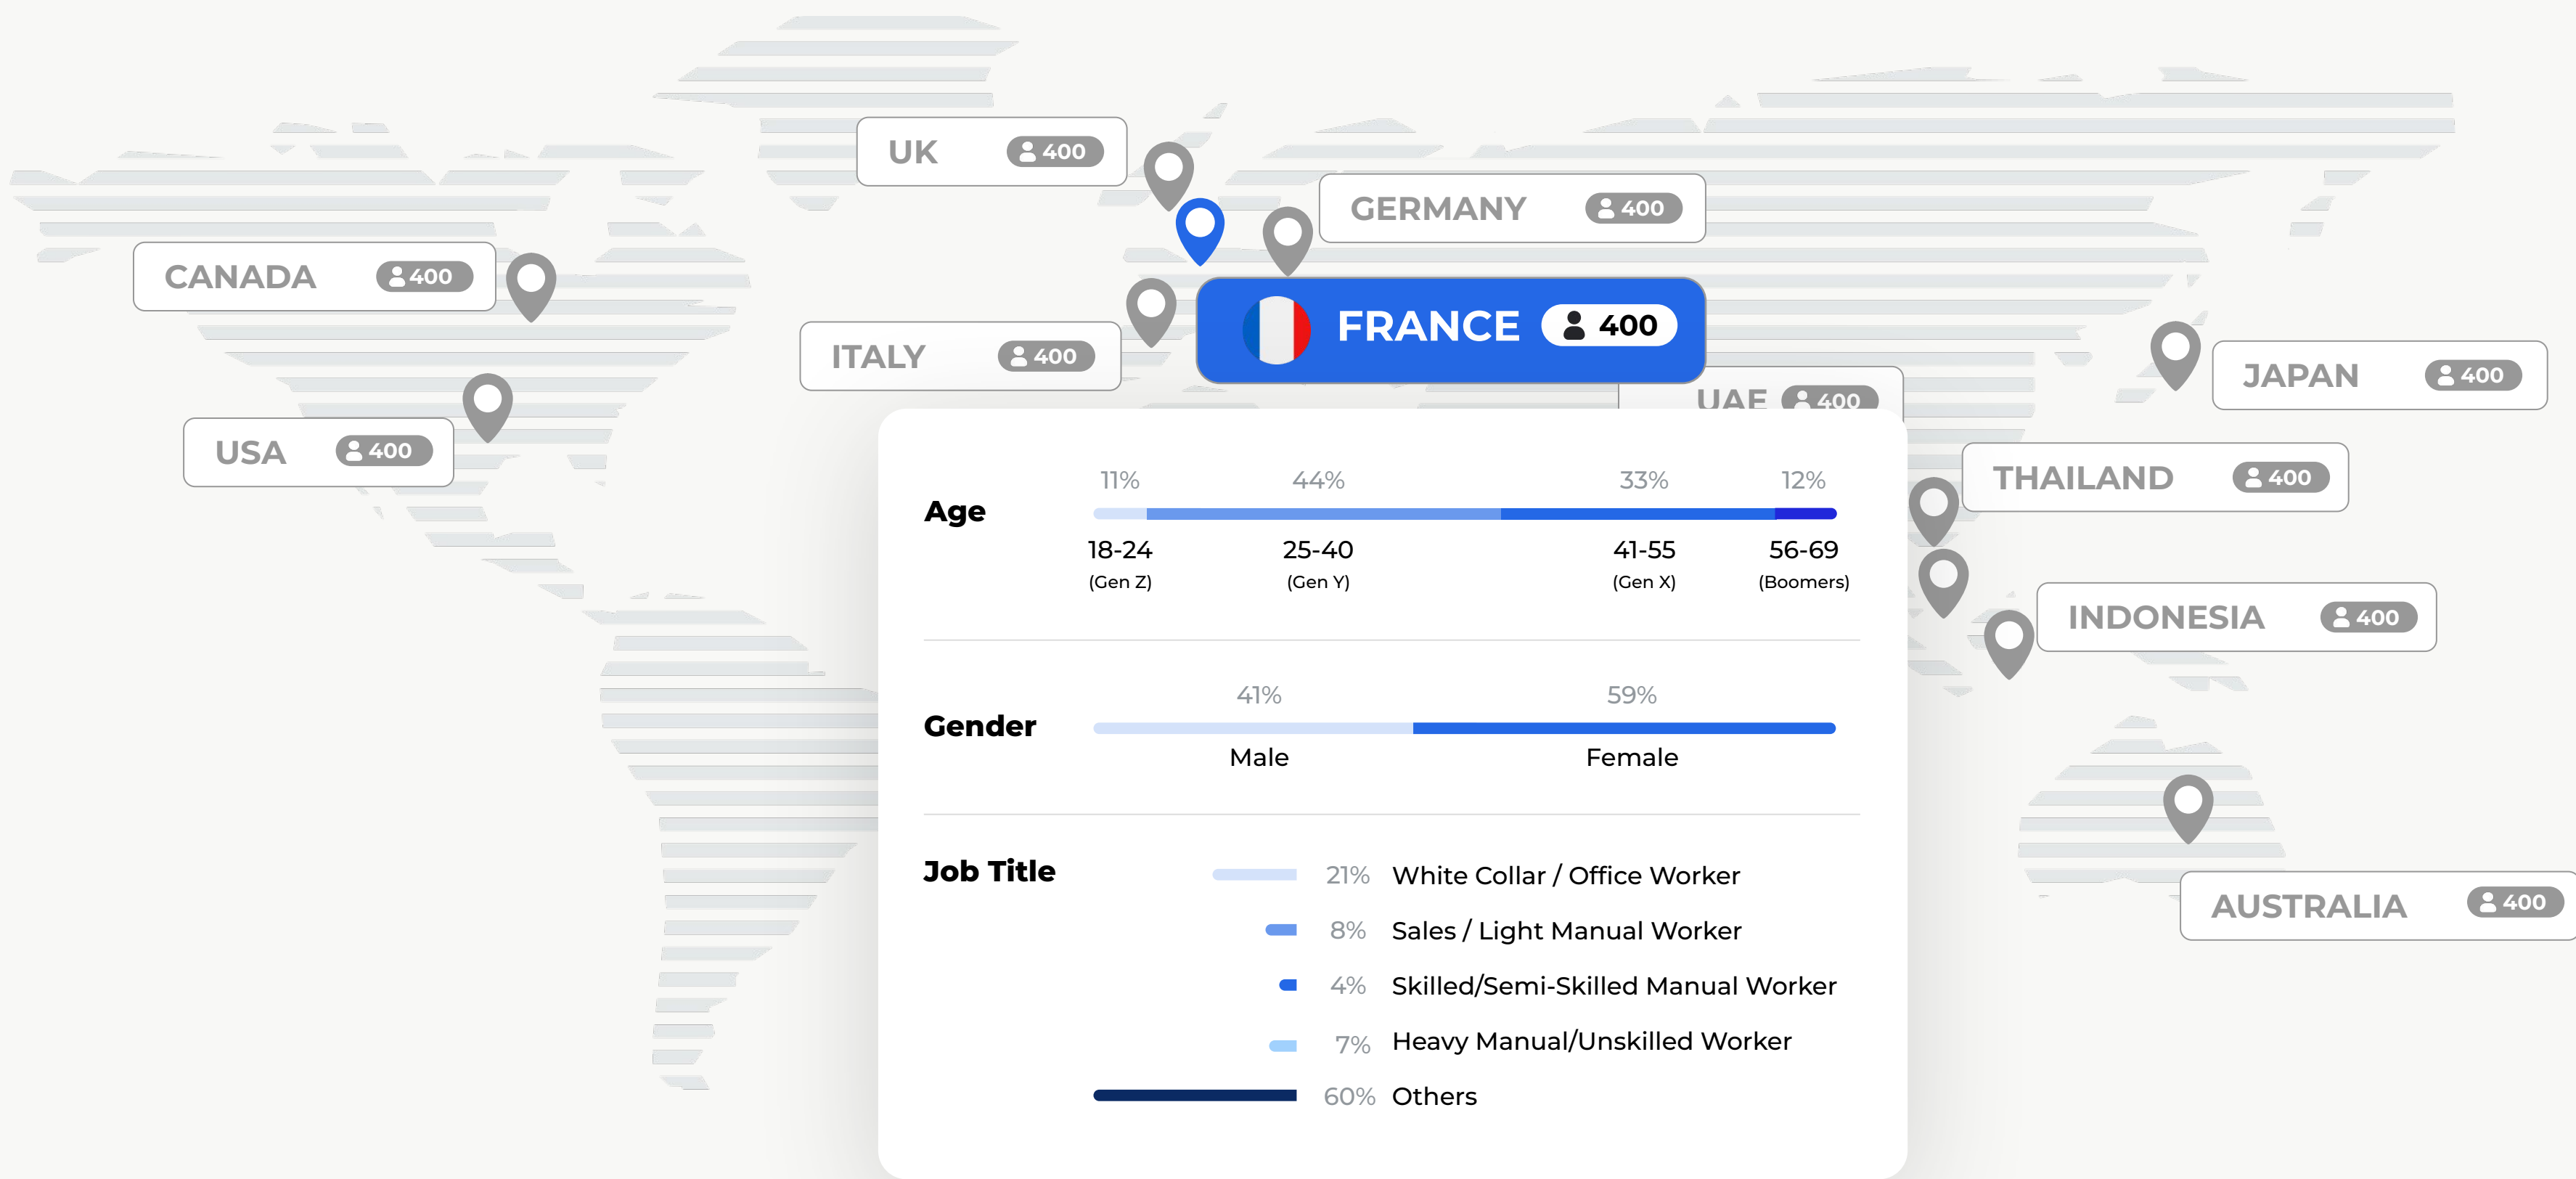 UK 400
GERMANY 400
CANADA 400
FRANCE 400
ITALY 400
JAPAN 400
UAE 400
USA 400
THAILAND 400
INDONESIA 400
AUSTRALIA 400
Age
11% 44% 33% 12%
18-24 25-40 41-55 56-69
(Gen Z) (Gen Y) (Gen X) (Boomers)
Gender
41% 59%
Male Female
Job Title
21% White Collar / Office Worker
8% Sales / Light Manual Worker
4% Skilled/Semi-Skilled Manual Worker
7% Heavy Manual/Unskilled Worker
60% Others